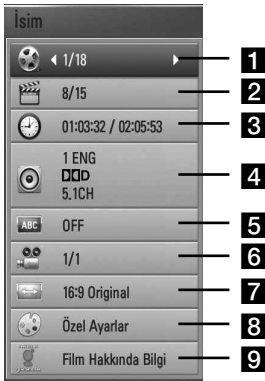 İsim
1/18 1
8/15 2
01:03:32 / 02:05:53 3
1 ENG
D
5.1CH 4
ABC OFF 5
1/1 6
16:9 Original 7
Özel Ayarlar 8
Film Hakkında Bilgi 9